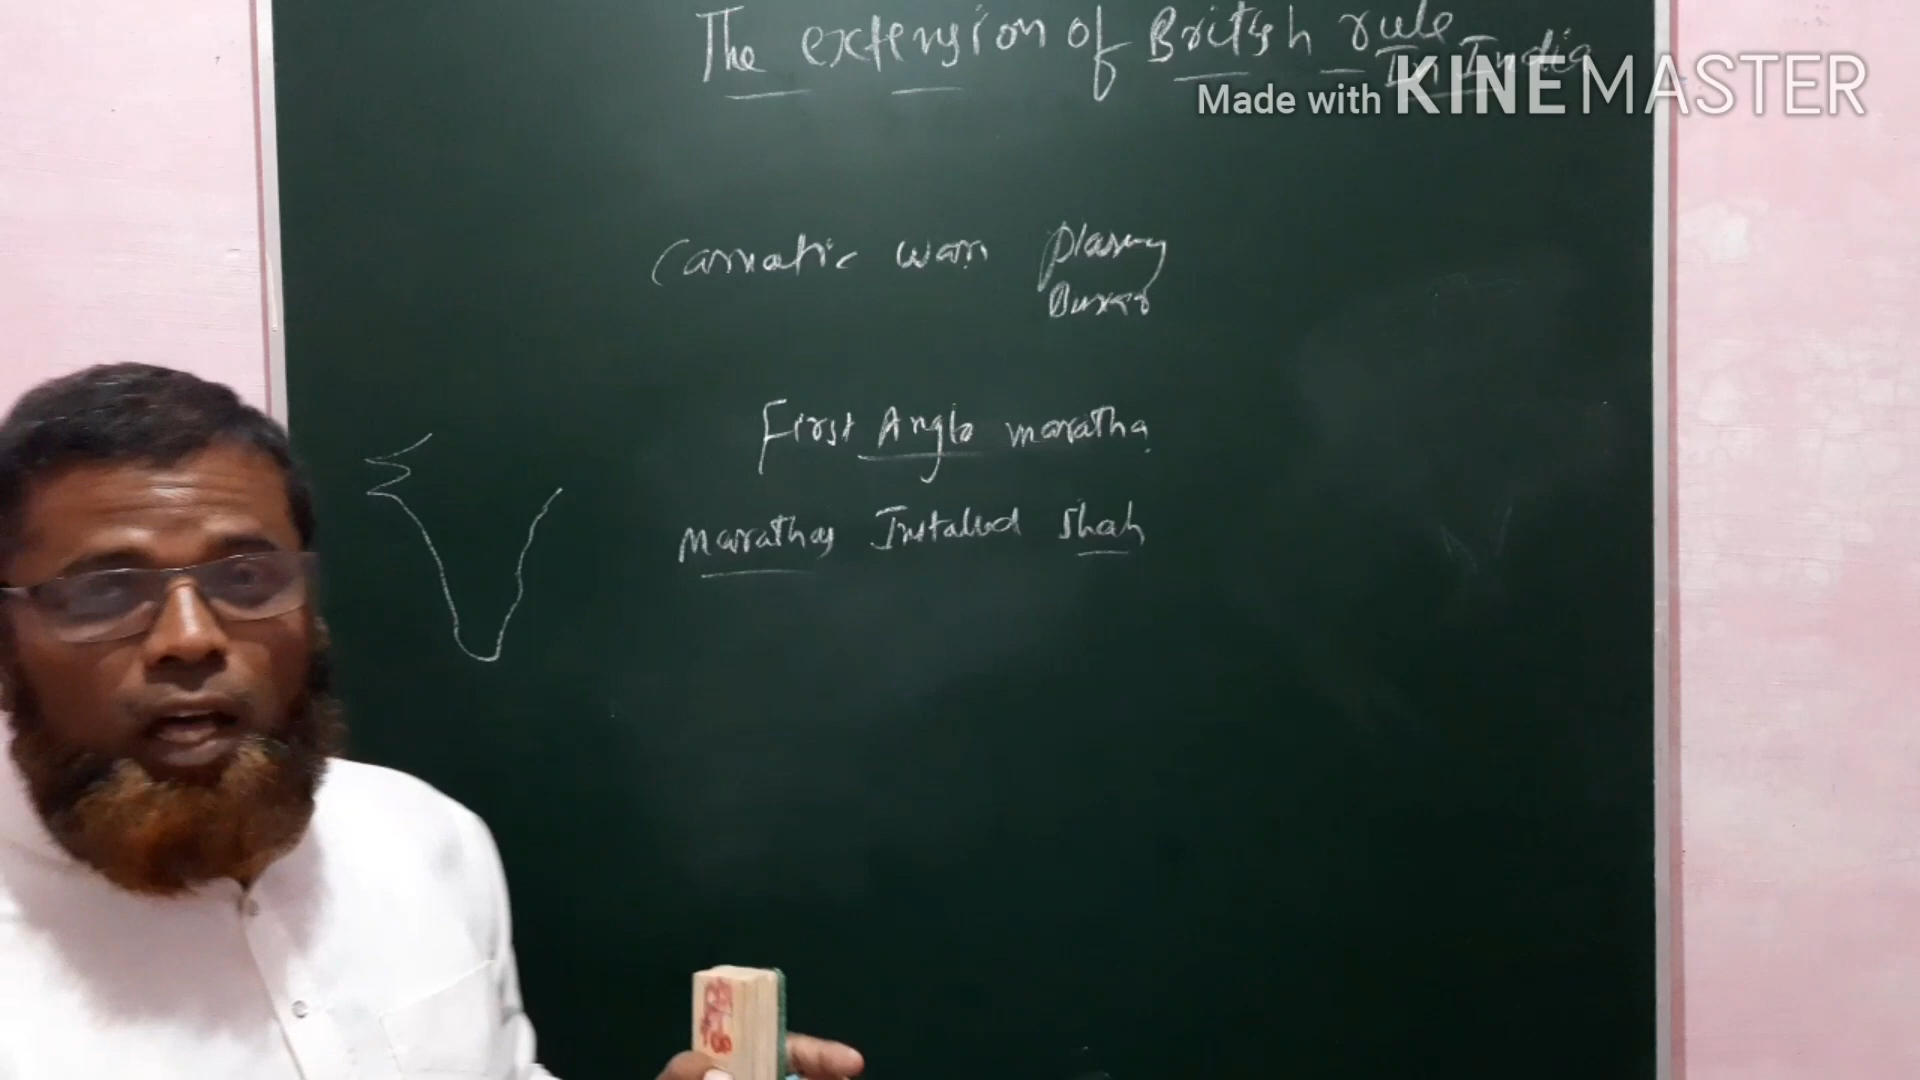 The extension of British rule
In India
Made with KINEMASTER
Carnatic wars Plassey
Buxar
First Anglo maratha
marathas Installed Shah